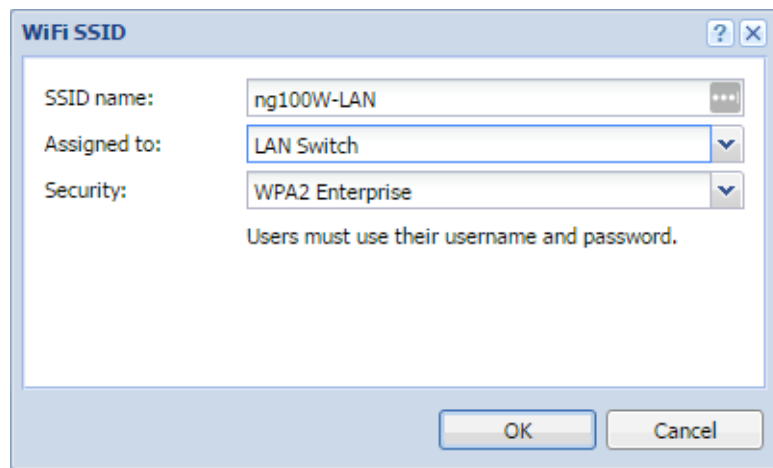 WiFi SSID
SSID name: ng100W-LAN
Assigned to: LAN Switch
Security: WPA2 Enterprise
Users must use their username and password.
OK Cancel